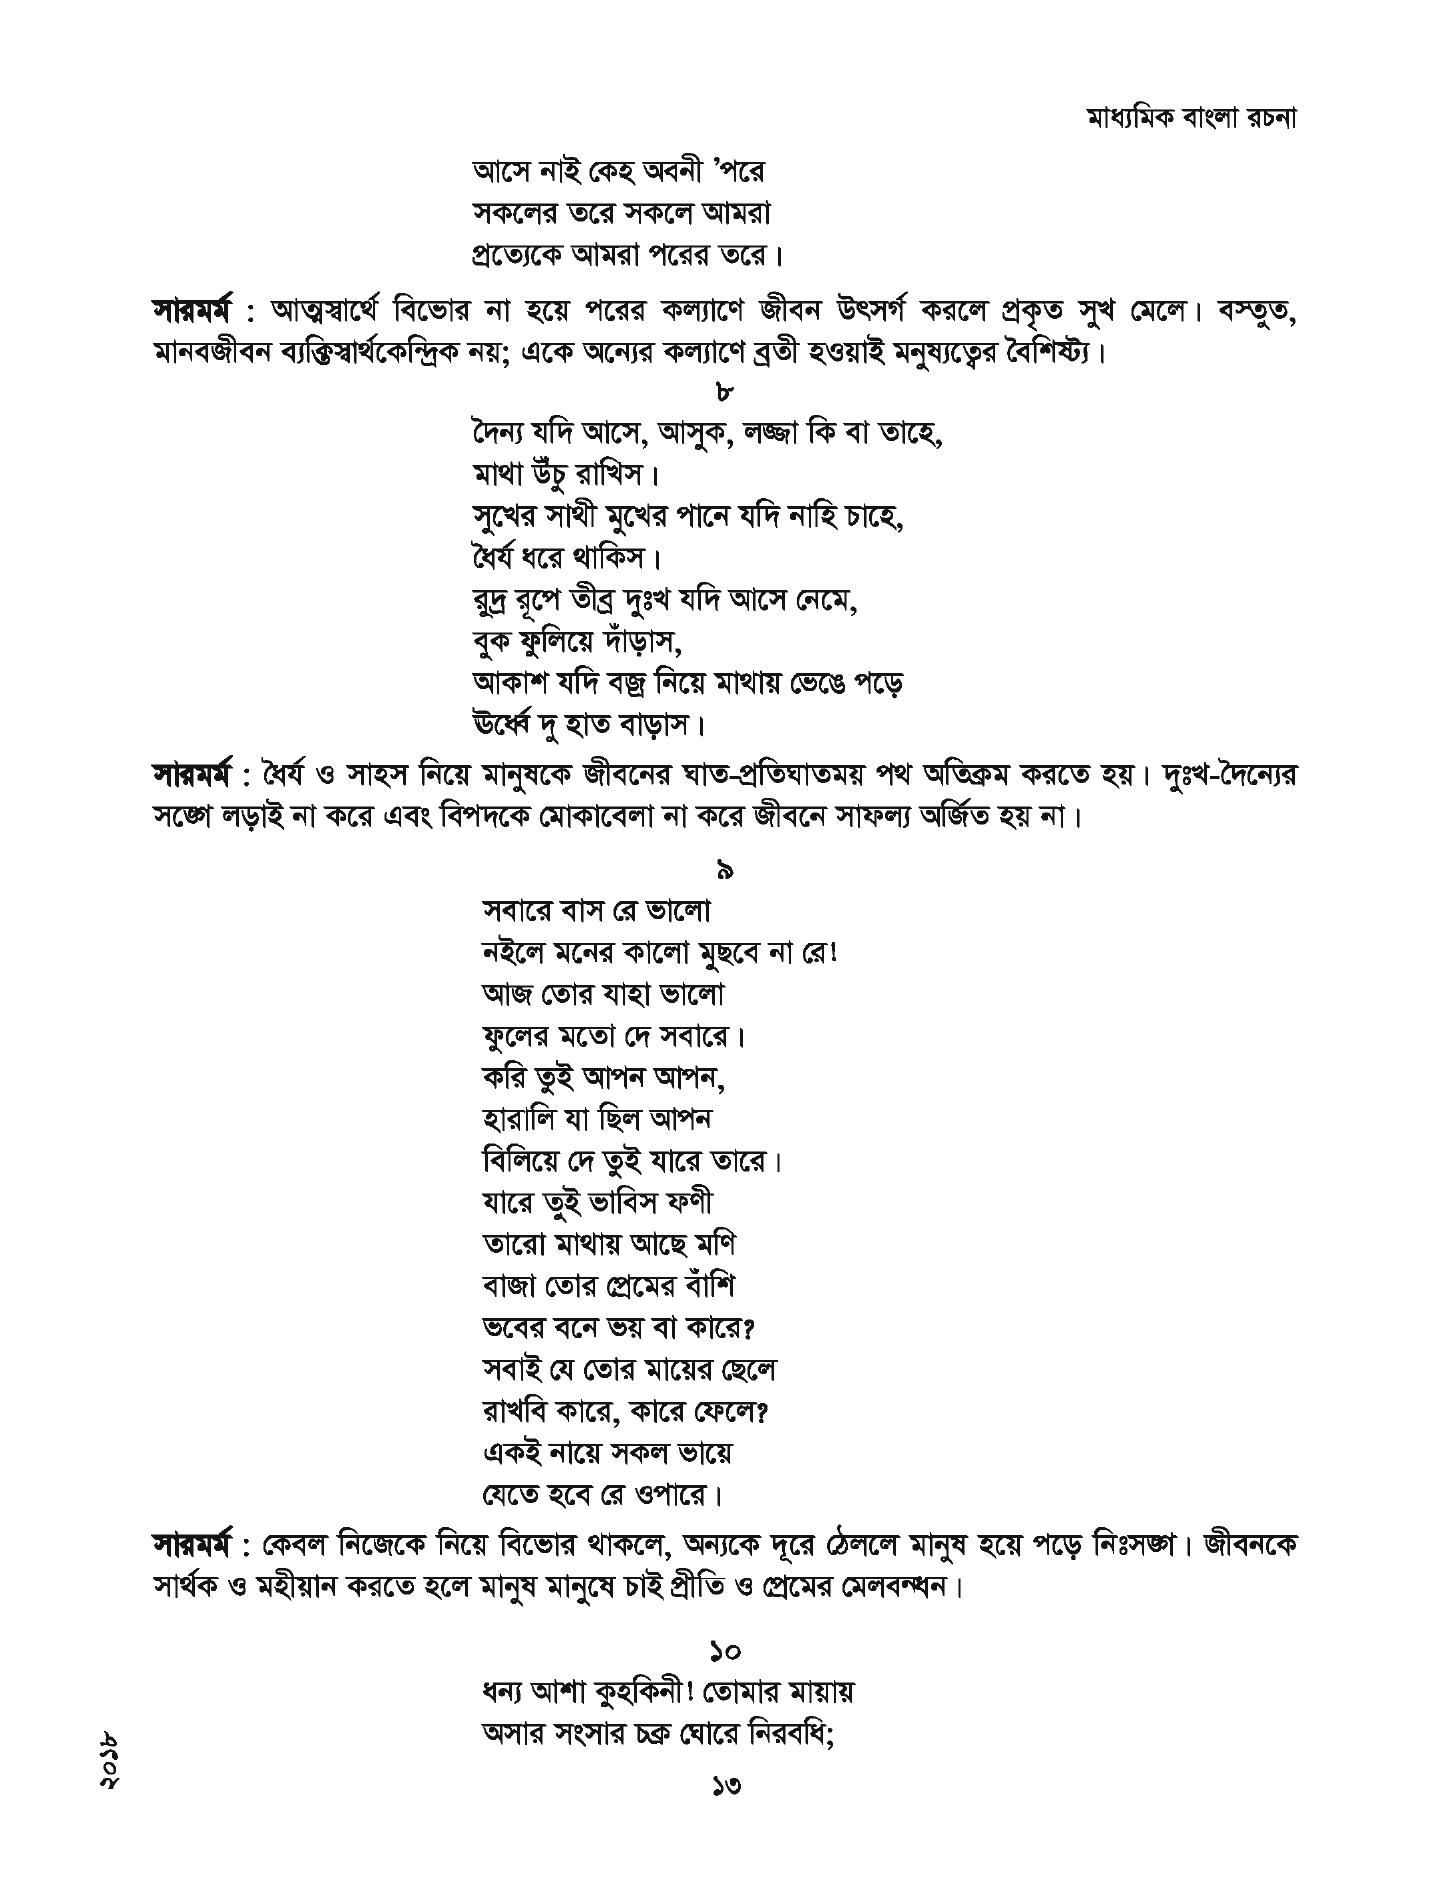 মাধ্যমিক বাংলা রচনা
আসে নাই কেহ অবনী ’পরে
সকলের তরে সকলে আমরা
প্রত্যেকে আমরা পরের তরে।
সারমর্ম : আত্মস্বার্থে বিভোর না হয়ে পরের কল্যাণে জীবন উৎসর্গ করলে প্রকৃত সুখ মেলে। বস্তুত,
মানবজীবন ব্যক্তিস্বার্থকেন্দ্রিক নয়; একে অন্যের কল্যাণে ব্রতী হওয়াই মনুষ্যত্বের বৈশিষ্ট্য।
৮
দৈন্য যদি আসে, আসুক, লজ্জা কি বা তাহে,
মাথা উঁচু রাখিস।
সুখের সাথী মুখের পানে যদি নাহি চাহে,
ধৈর্য ধরে থাকিস।
রুদ্র রূপে তীব্র দুঃখ যদি আসে নেমে,
বুক ফুলিয়ে দাঁড়াস,
আকাশ যদি বজ্র নিয়ে মাথায় ভেঙে পড়ে
ঊর্ধ্বে দু হাত বাড়াস।
সারমর্ম : ধৈর্য ও সাহস নিয়ে মানুষকে জীবনের ঘাত-প্রতিঘাতময় পথ অতিক্রম করতে হয়। দুঃখ-দৈন্যের
সঙ্গে লড়াই না করে এবং বিপদকে মোকাবেলা না করে জীবনে সাফল্য অর্জিত হয় না।
৯
সবারে বাস রে ভালো
নইলে মনের কালো মুছবে না রে!
আজ তোর যাহা ভালো
ফুলের মতো দে সবারে।
করি তুই আপন আপন,
হারালি যা ছিল আপন
বিলিয়ে দে তুই যারে তারে।
যারে তুই ভাবিস ফণী
তারো মাথায় আছে মণি
বাজা তোর প্রেমের বাঁশি
ভবের বনে ভয় বা কারে?
সবাই যে তোর মায়ের ছেলে
রাখবি কারে, কারে ফেলে?
একই নায়ে সকল ভায়ে
যেতে হবে রে ওপারে।
সারমর্ম : কেবল নিজেকে নিয়ে বিভোর থাকলে, অন্যকে দূরে ঠেললে মানুষ হয়ে পড়ে নিঃসঙ্গ। জীবনকে
সার্থক ও মহীয়ান করতে হলে মানুষ মানুষে চাই প্রীতি ও প্রেমের মেলবন্ধন।
১০
ধন্য আশা কুহকিনী! তোমার মায়ায়
অসার সংসার চক্র ঘোরে নিরবধি;
২০১৮
১৩